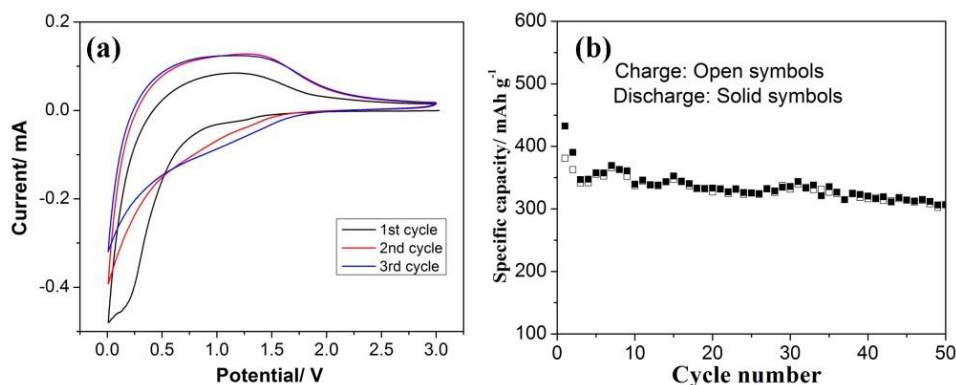 (a)
0.2
0.0
-0.2
-0.4
Current/ mA
0.0 0.5 1.0 1.5 2.0 2.5 3.0
Potential/ V
1st cycle
2nd cycle
3rd cycle
(b)
600
500
400
300
200
100
Specific capacity/ mAh g⁻¹
Charge: Open symbols
Discharge: Solid symbols
0 10 20 30 40 50
Cycle number